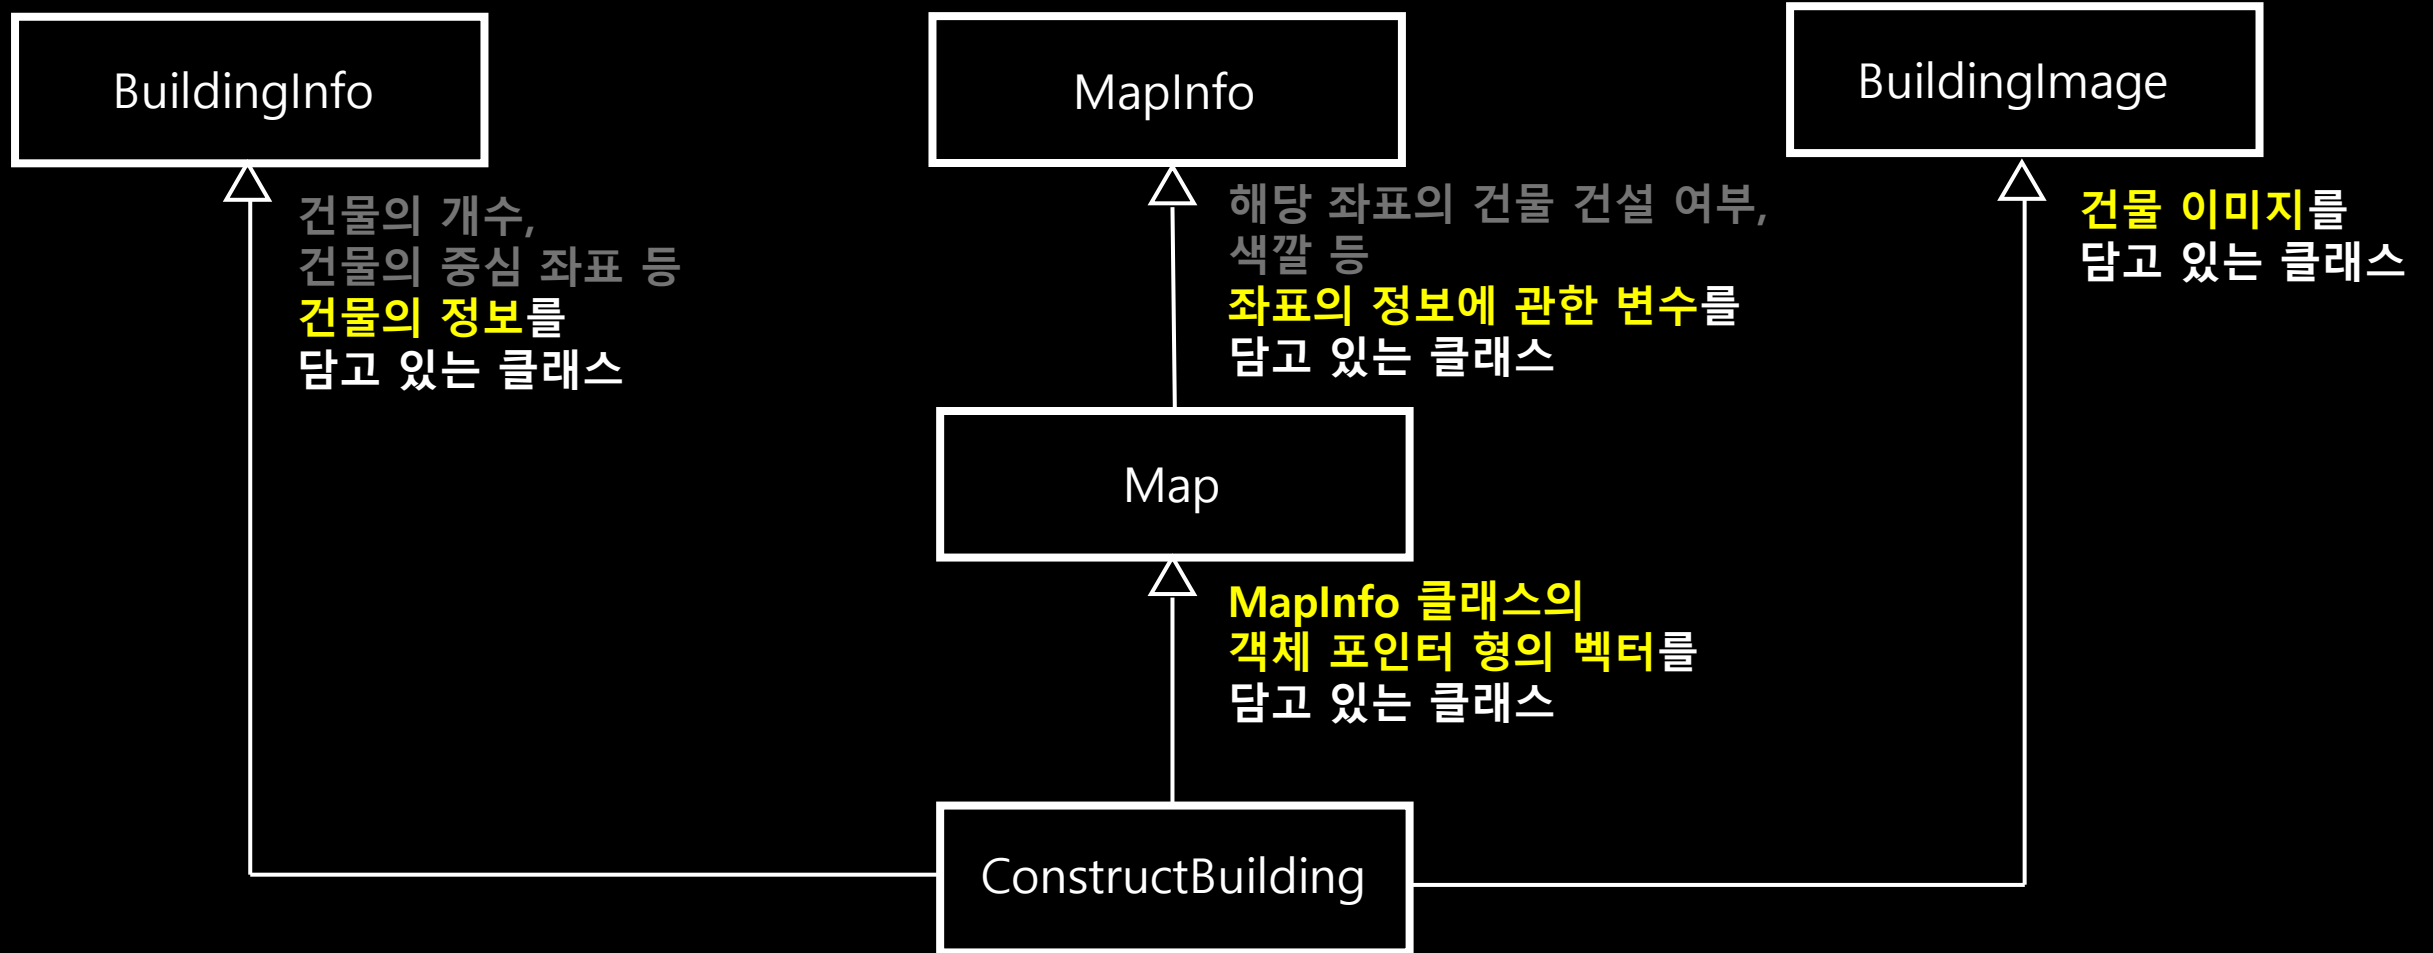 BuildingInfo
MapInfo
BuildingImage
건물의 개수,
건물의 중심 좌표 등
건물의 정보를
담고 있는 클래스
해당 좌표의 건물 건설 여부,
색깔 등
좌표의 정보에 관한 변수를
담고 있는 클래스
건물 이미지를
담고 있는 클래스
Map
MapInfo 클래스의
객체 포인터 형의 벡터를
담고 있는 클래스
ConstructBuilding